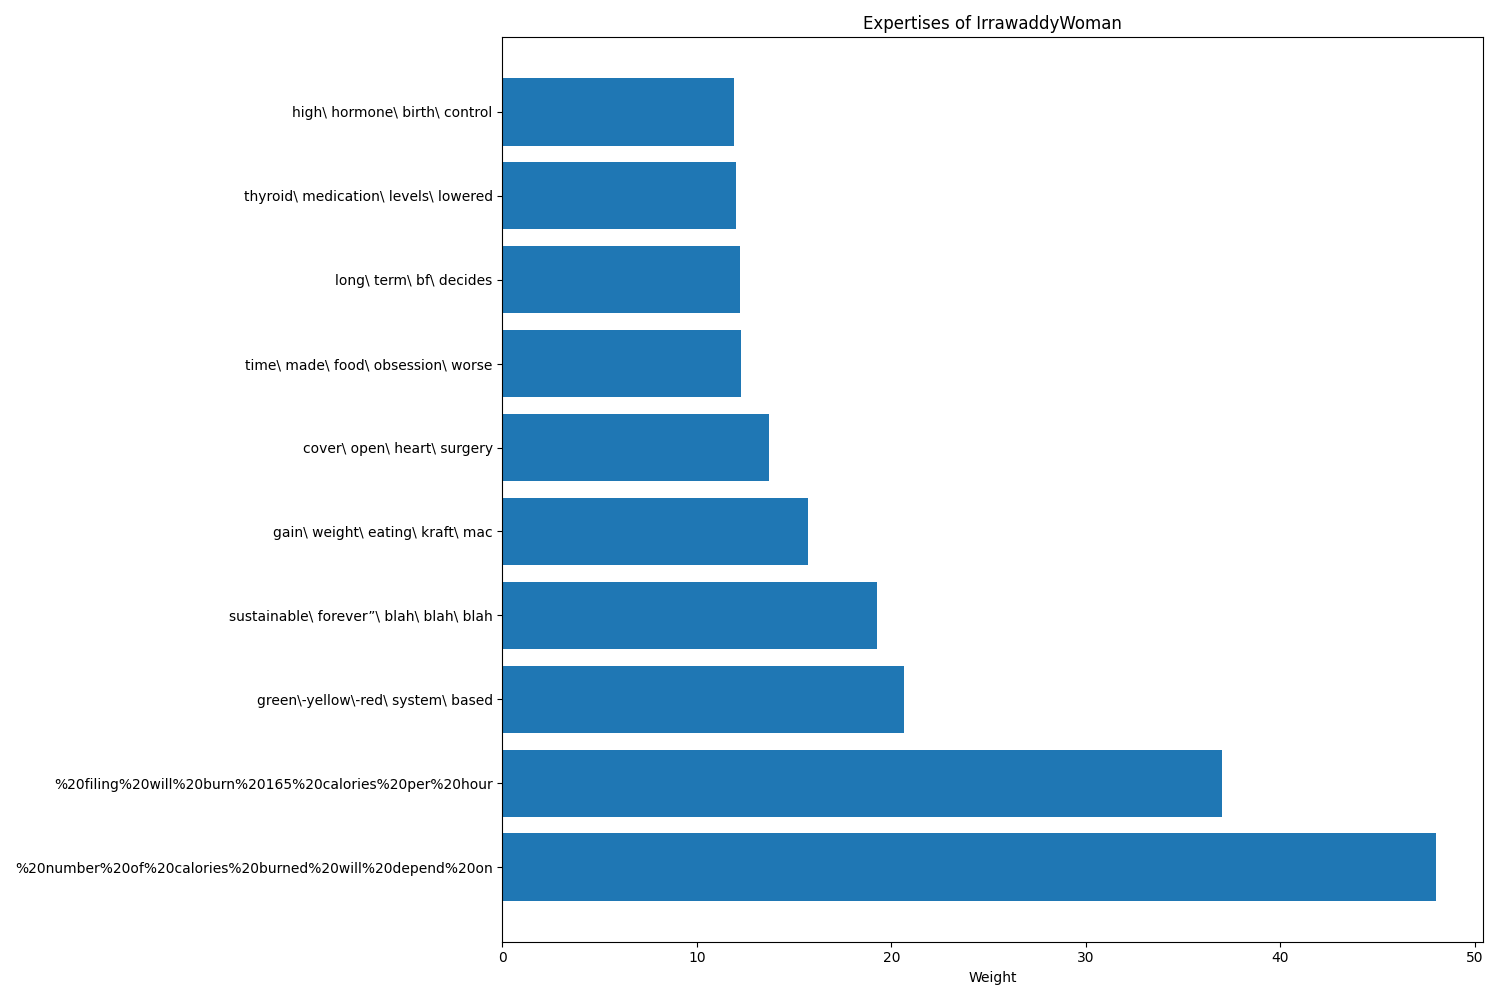 Expertises of IrrawaddyWoman
high\ hormone\ birth\ control
thyroid\ medication\ levels\ lowered
long\ term\ bf\ decides
time\ made\ food\ obsession\ worse
cover\ open\ heart\ surgery
gain\ weight\ eating\ kraft\ mac
sustainable\ forever”\ blah\ blah\ blah
green\-yellow\-red\ system\ based
%20filing%20will%20burn%20165%20calories%20per%20hour
%20number%20of%20calories%20burned%20will%20depend%20on
0 10 20 30 40 50
Weight